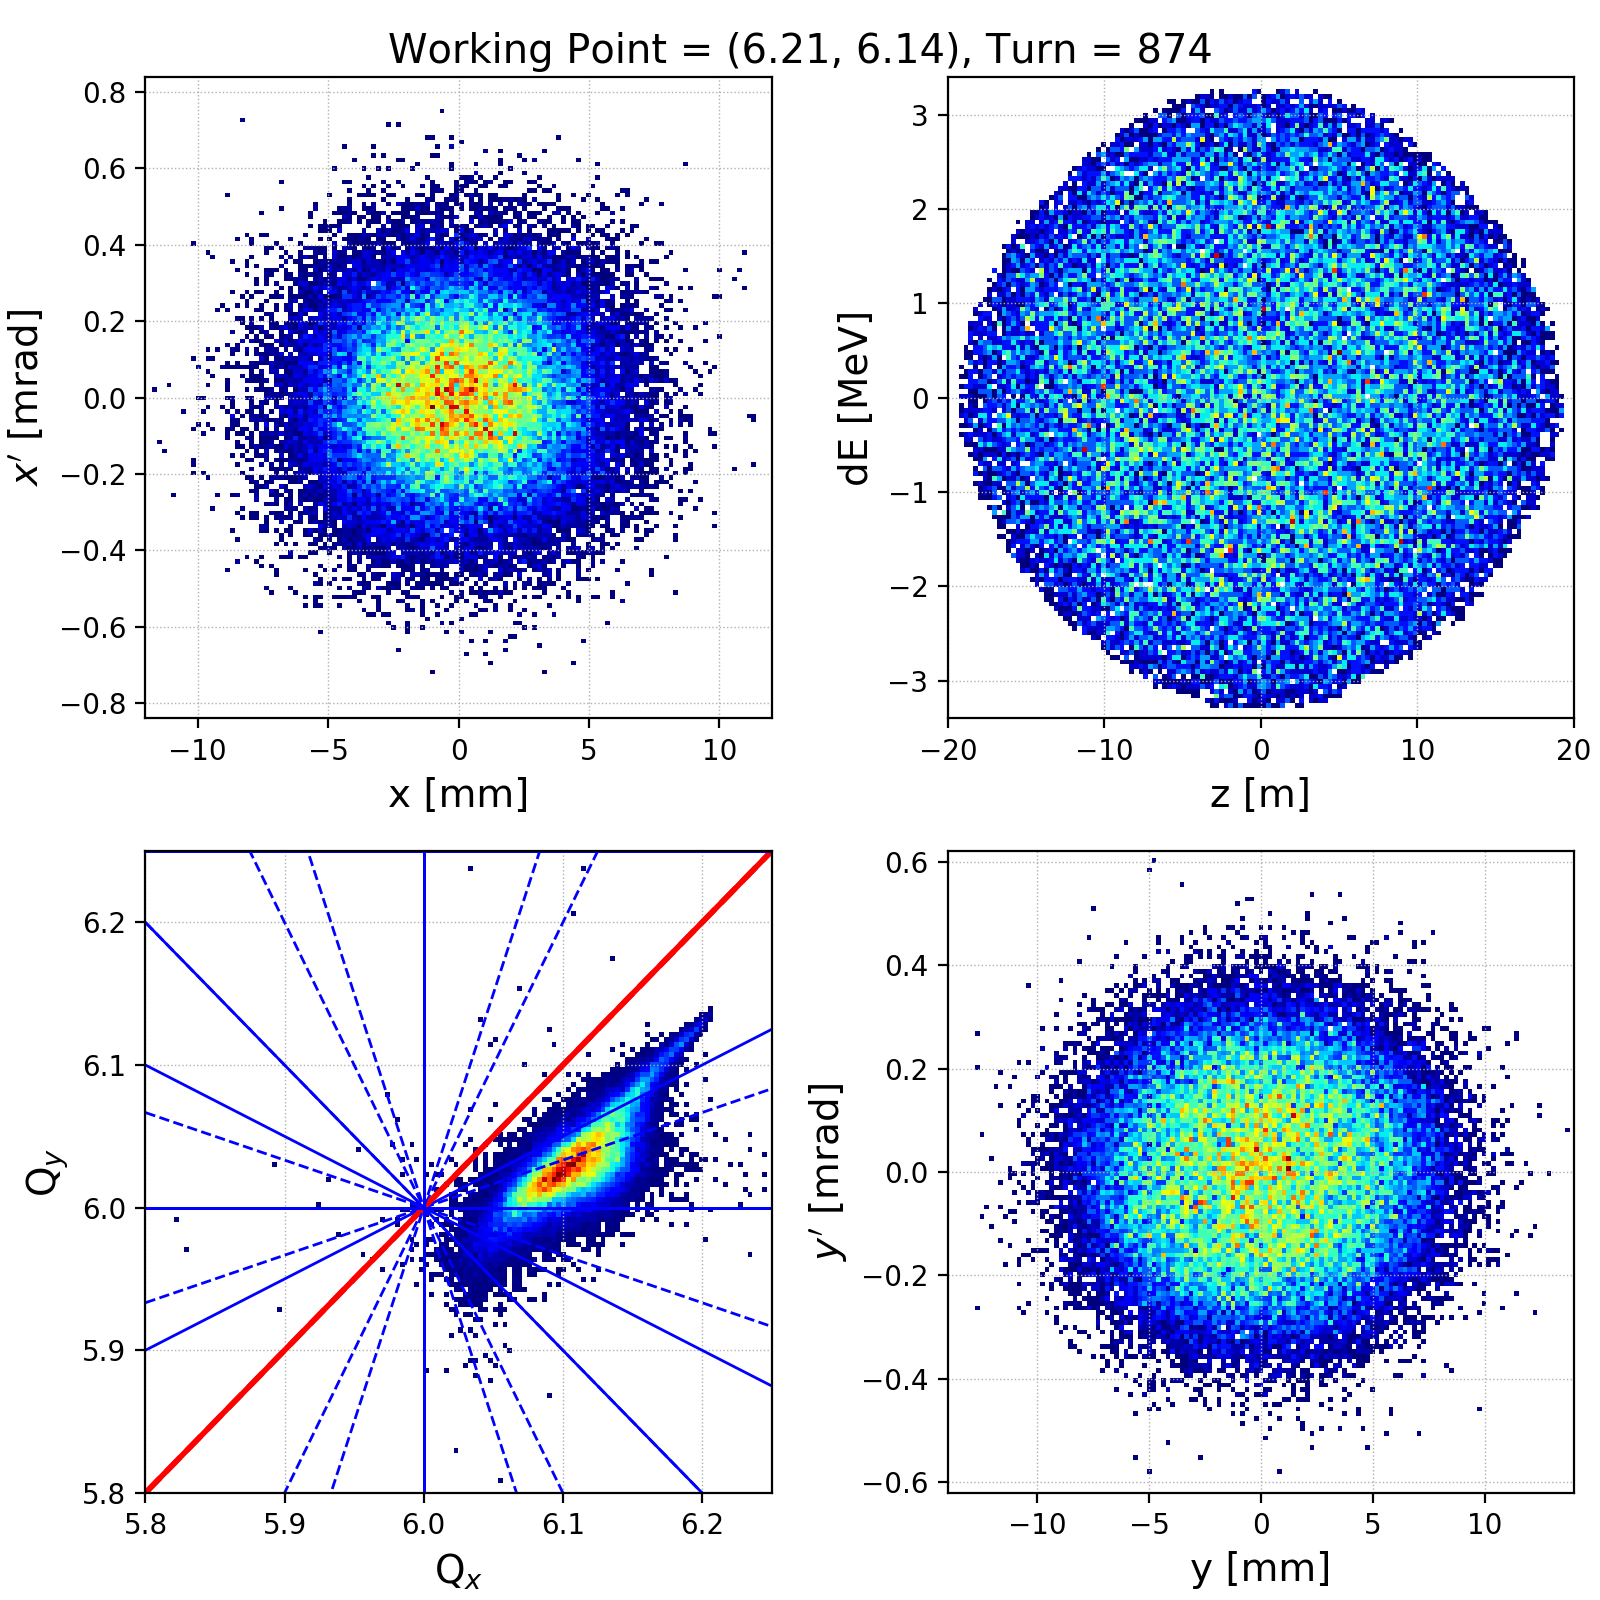 Working Point = (6.21, 6.14), Turn = 874
0.8
0.6
0.4
0.2
0.0
−0.2
−0.4
−0.6
−0.8
x′ [mrad]
−10 −5 0 5 10
x [mm]
3
2
1
0
−1
−2
−3
dE [MeV]
−20 −10 0 10 20
z [m]
6.2
6.1
6.0
5.9
5.8
Qy
5.8 5.9 6.0 6.1 6.2
Qx
0.6
0.4
0.2
0.0
−0.2
−0.4
−0.6
y′ [mrad]
−10 −5 0 5 10
y [mm]